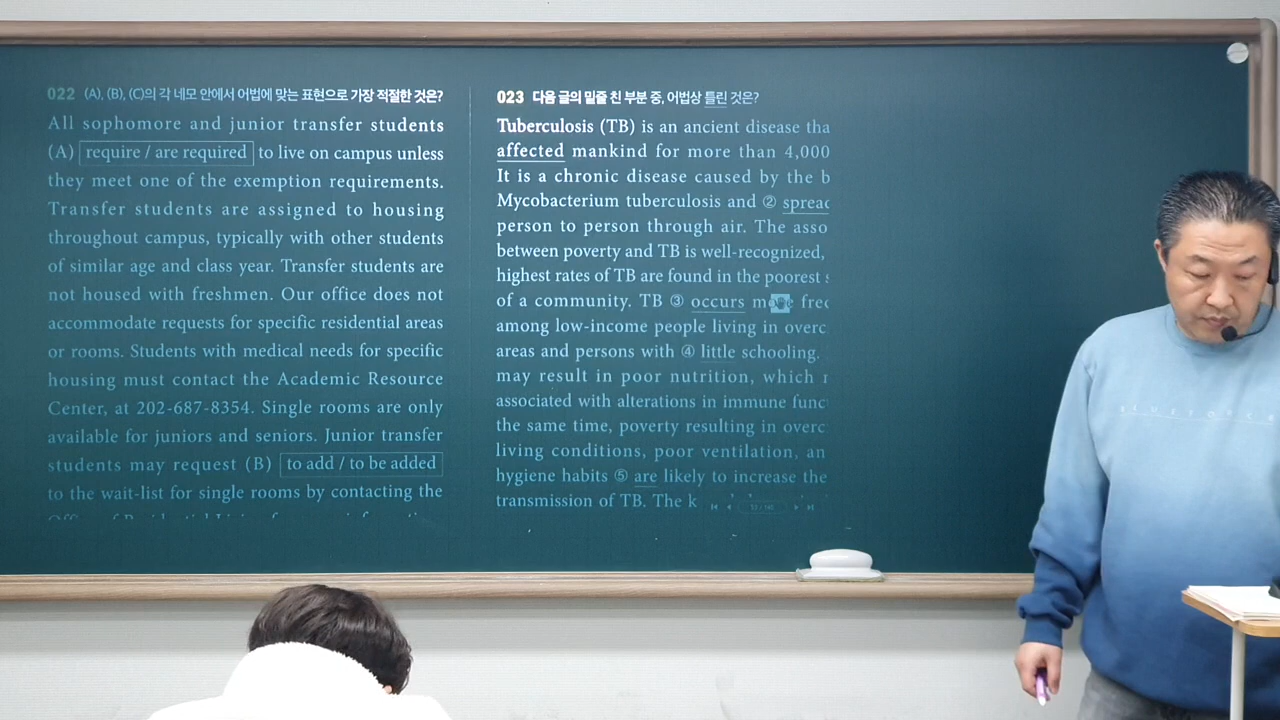 022 (A), (B), (C)의 각 네모 안에서 어법에 맞는 표현으로 가장 적절한 것은?
All sophomore and junior transfer students
(A) require / are required to live on campus unless
they meet one of the exemption requirements.
Transfer students are assigned to housing
throughout campus, typically with other students
of similar age and class year. Transfer students are
not housed with freshmen. Our office does not
accommodate requests for specific residential areas
or rooms. Students with medical needs for specific
housing must contact the Academic Resource
Center, at 202-687-8354. Single rooms are only
available for juniors and seniors. Junior transfer
students may request (B) to add / to be added
to the wait-list for single rooms by contacting the
023 다음 글의 밑줄 친 부분 중, 어법상 틀린 것은?
Tuberculosis (TB) is an ancient disease tha
affected mankind for more than 4,000
It is a chronic disease caused by the b
Mycobacterium tuberculosis and ② spread
person to person through air. The asso
between poverty and TB is well-recognized,
highest rates of TB are found in the poorest s
of a community. TB ③ occurs more frec
among low-income people living in overc
areas and persons with ④ little schooling.
may result in poor nutrition, which
associated with alterations in immune func
the same time, poverty resulting in overc
living conditions, poor ventilation, an
hygiene habits ⑤ are likely to increase the
transmission of TB. The k